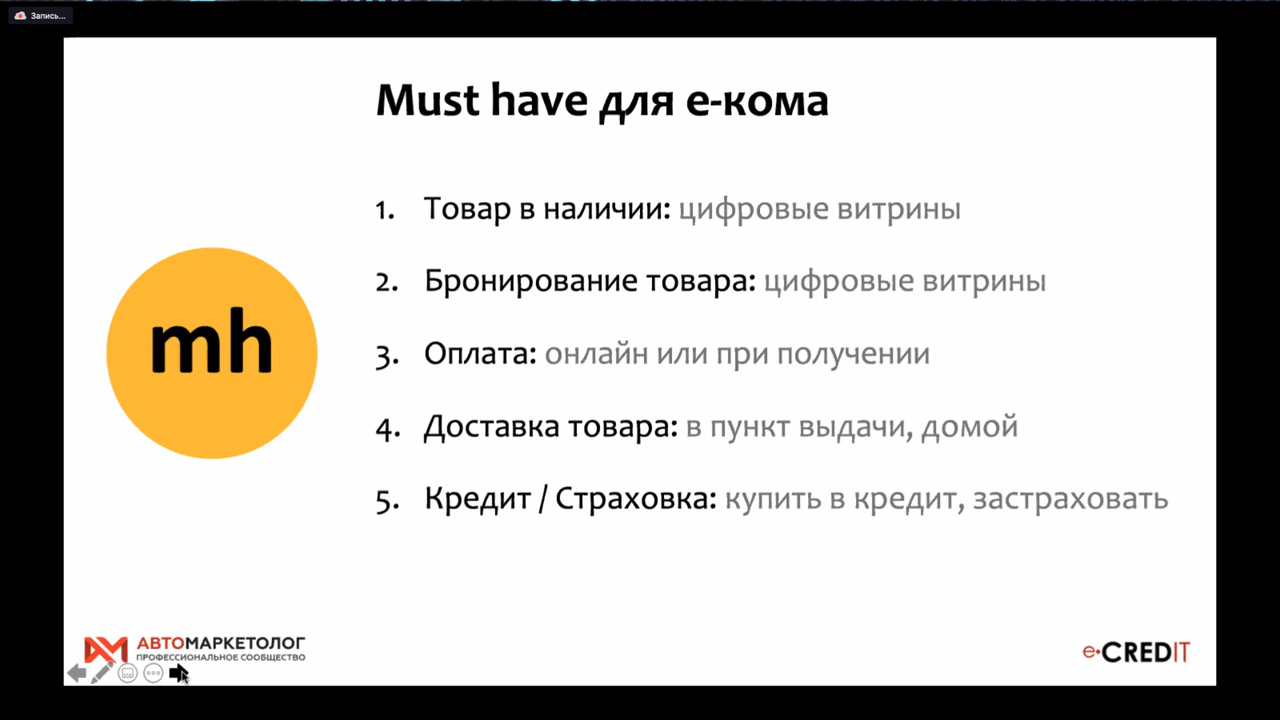 Запись...
Must have для е-кома
1. Товар в наличии: цифровые витрины
2. Бронирование товара: цифровые витрины
mh
3. Оплата: онлайн или при получении
4. Доставка товара: в пункт выдачи, домой
5. Кредит / Страховка: купить в кредит, застраховать
АВТОМАРКЕТОЛОГ
ПРОФЕССИОНАЛЬНОЕ СООБЩЕСТВО
e•CREDIT